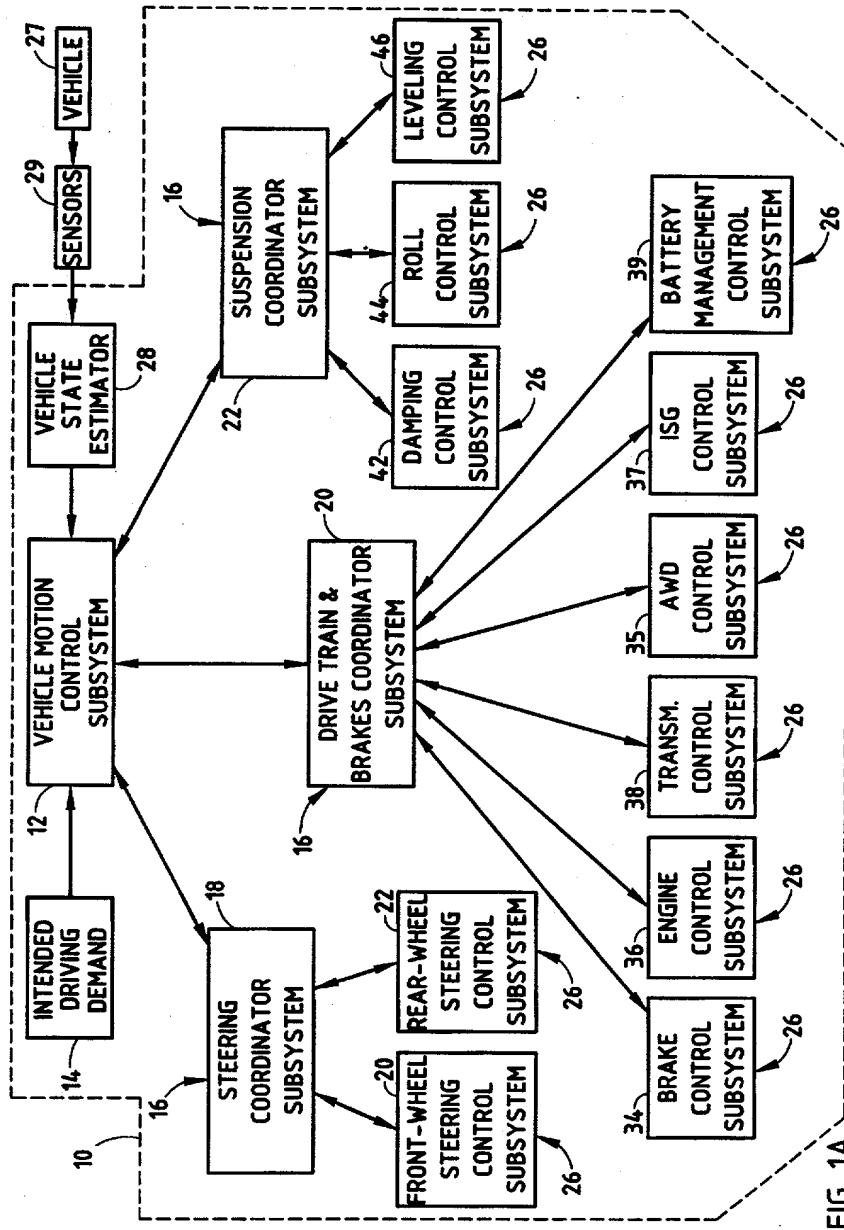 27
VEHICLE
29
SENSORS
28
VEHICLE
STATE
ESTIMATOR
12
VEHICLE MOTION
CONTROL
SUBSYSTEM
14
INTENDED
DRIVING
DEMAND
10
16
18
STEERING
COORDINATOR
SUBSYSTEM
16
20
DRIVE TRAIN &
BRAKES COORDINATOR
SUBSYSTEM
16
22
SUSPENSION
COORDINATOR
SUBSYSTEM
20
FRONT-WHEEL
STEERING
CONTROL
SUBSYSTEM
26
22
REAR-WHEEL
STEERING
CONTROL
SUBSYSTEM
26
42
DAMPING
CONTROL
SUBSYSTEM
26
44
ROLL
CONTROL
SUBSYSTEM
26
46
LEVELING
CONTROL
SUBSYSTEM
26
34
BRAKE
CONTROL
SUBSYSTEM
26
36
ENGINE
CONTROL
SUBSYSTEM
26
38
TRANSM.
CONTROL
SUBSYSTEM
26
35
AWD
CONTROL
SUBSYSTEM
26
37
ISG
CONTROL
SUBSYSTEM
26
39
BATTERY
MANAGEMENT
CONTROL
SUBSYSTEM
26
FIG. 1A